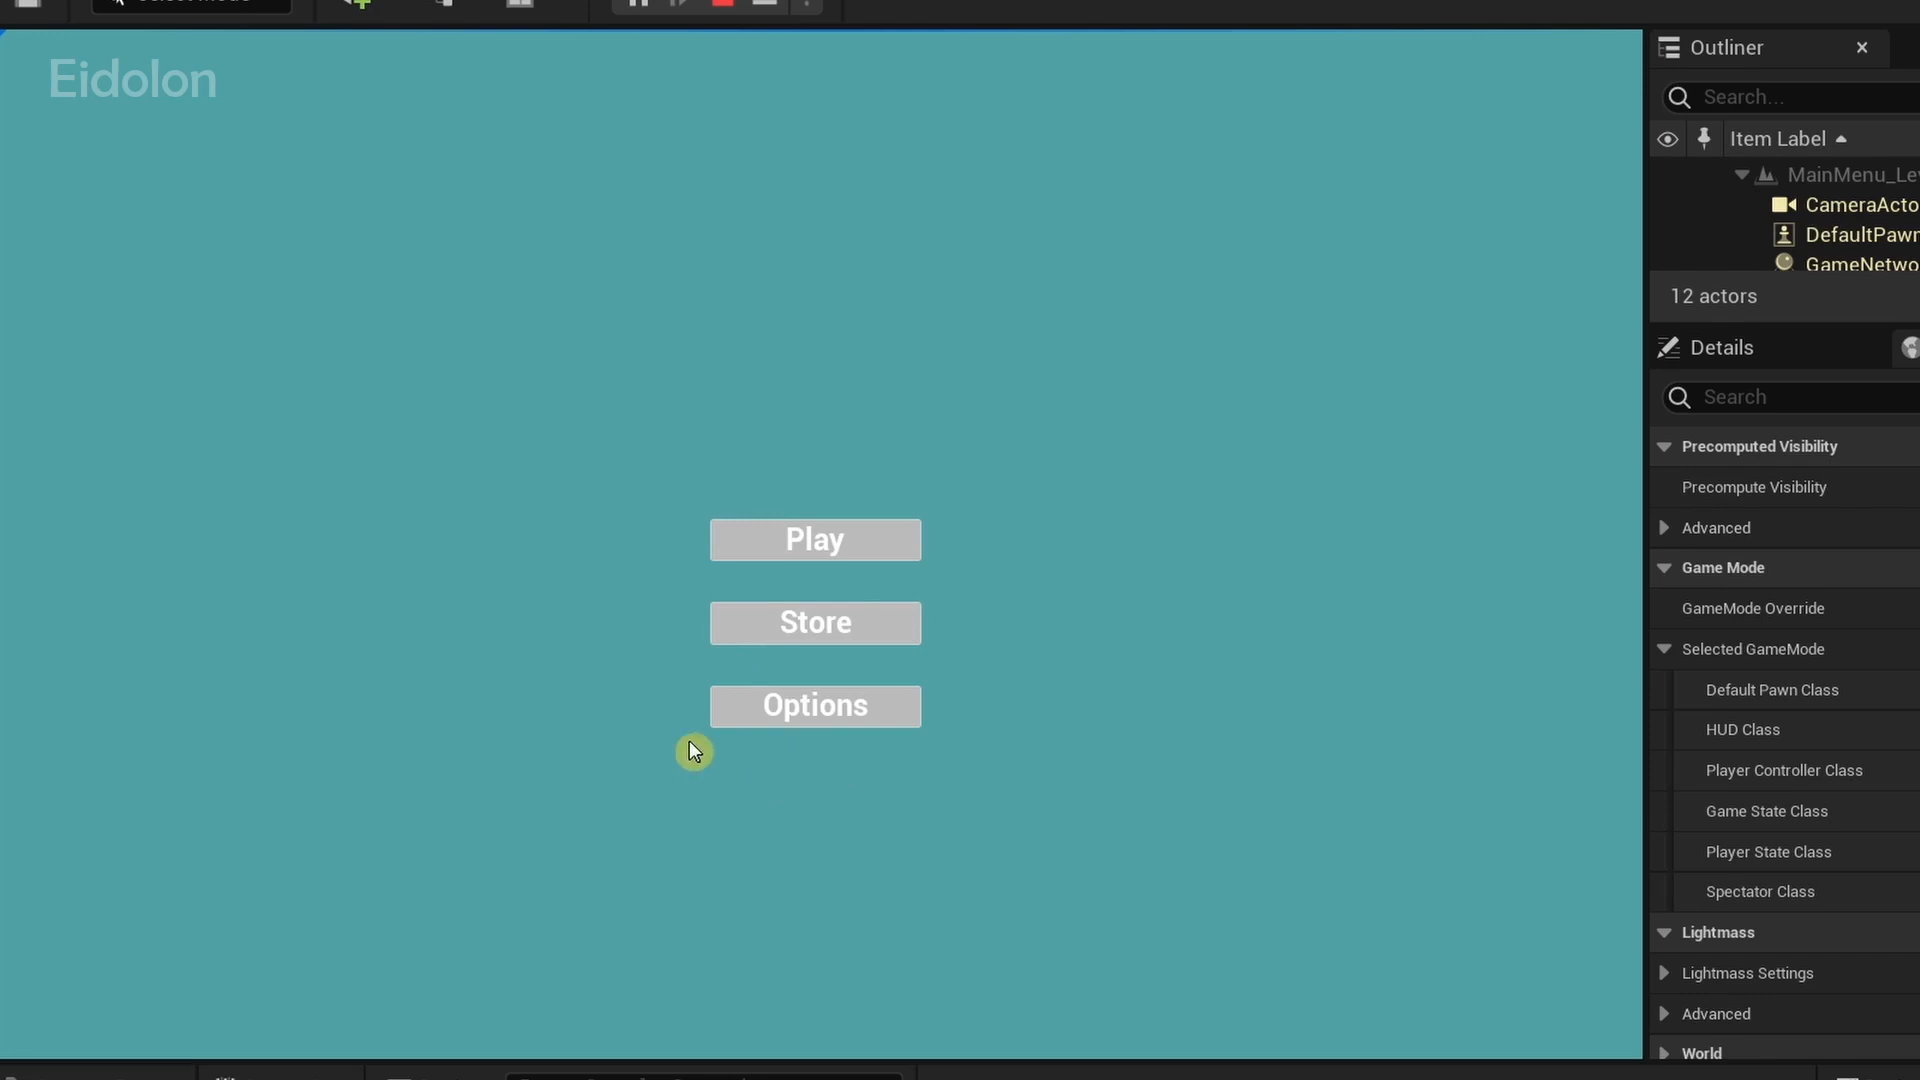 Eidolon
Play
Store
Options
Outliner
Search...
Item Label
MainMenu_Le
CameraActo
DefaultPawn
GameNetwo
12 actors
Details
Search
Precomputed Visibility
Precompute Visibility
Advanced
Game Mode
GameMode Override
Selected GameMode
Default Pawn Class
HUD Class
Player Controller Class
Game State Class
Player State Class
Spectator Class
Lightmass
Lightmass Settings
Advanced
World